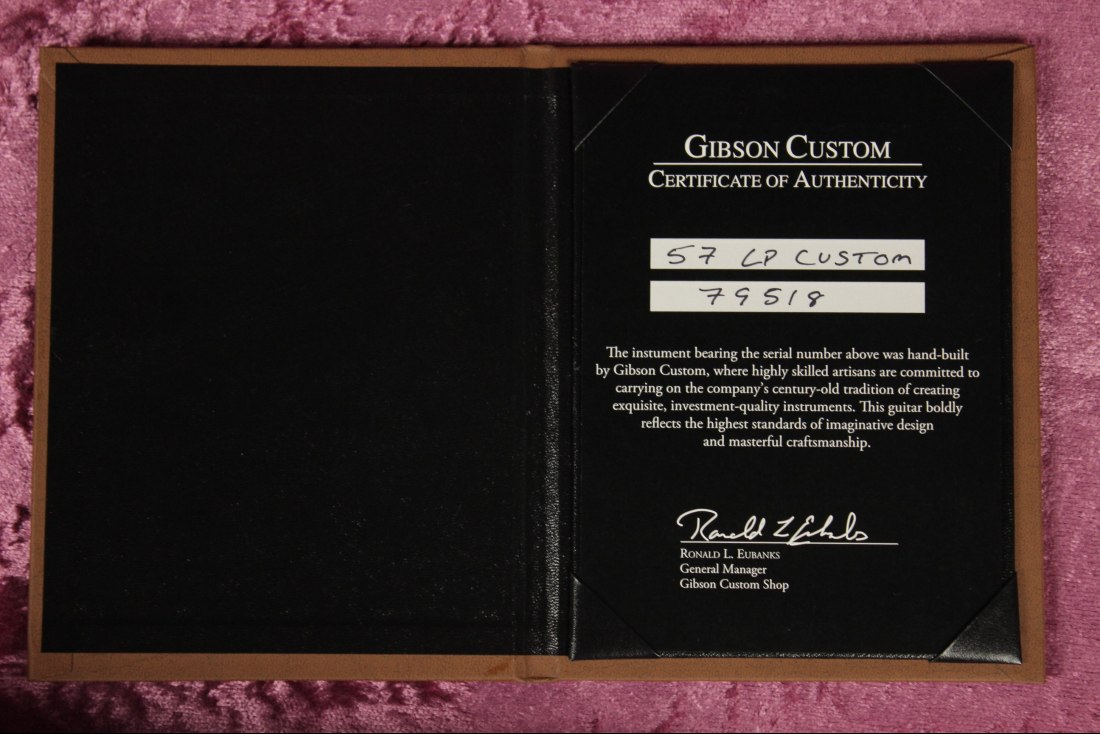 GIBSON CUSTOM
CERTIFICATE OF AUTHENTICITY
57 LP CUSTOM
79518
The instument bearing the serial number above was hand-built
by Gibson Custom, where highly skilled artisans are committed to
carrying on the company's century-old tradition of creating
exquisite, investment-quality instruments. This guitar boldly
reflects the highest standards of imaginative design
and masterful craftsmanship.
Ronald L Eubanks
RONALD L. EUBANKS
General Manager
Gibson Custom Shop